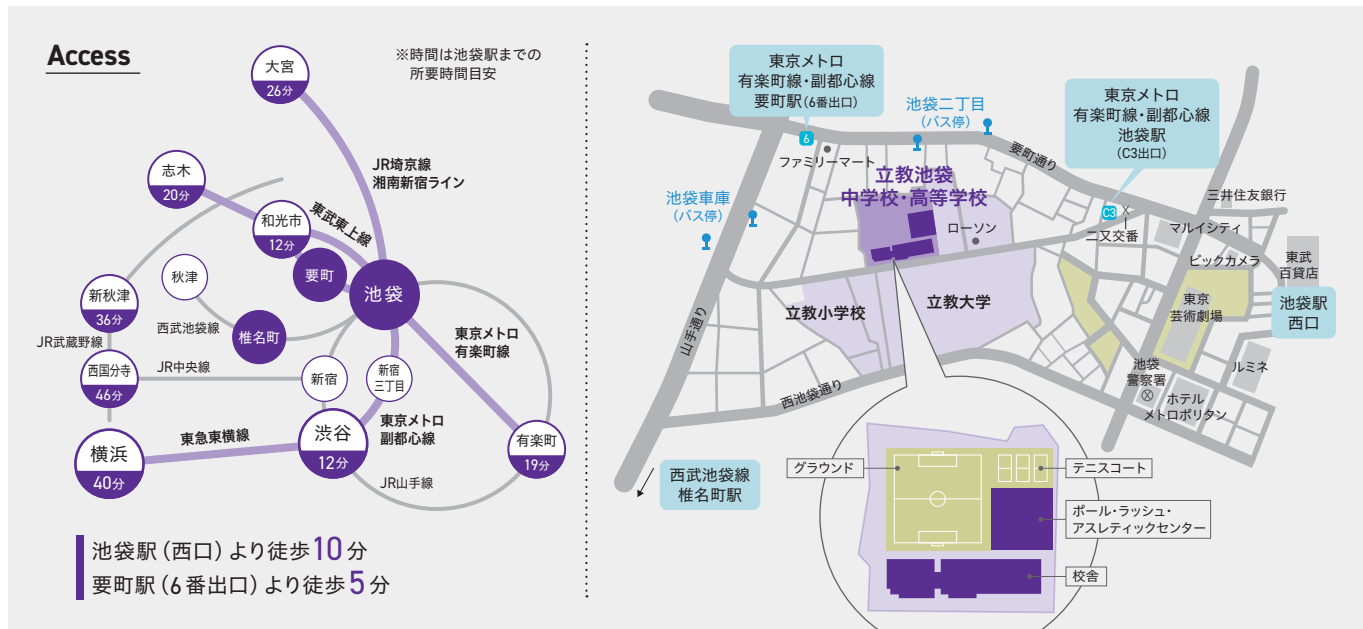 Access
※時間は池袋駅までの
所要時間目安
大宮
26分
JR埼京線
湘南新宿ライン
志木
20分
和光市
12分
東武東上線
要町
池袋
秋津
新秋津
36分
西武池袋線
椎名町
JR武蔵野線
東京メトロ
有楽町線
西国分寺
46分
JR中央線
新宿
新宿
三丁目
東京メトロ
副都心線
横浜
40分
東急東横線
渋谷
12分
有楽町
19分
JR山手線
池袋駅(西口)より徒歩10分
要町駅(6番出口)より徒歩5分
東京メトロ
有楽町線・副都心線
要町駅(6番出口)
6
ファミリーマート
池袋二丁目
(バス停)
要町通り
東京メトロ
有楽町線・副都心線
池袋駅
(C3出口)
C3
二又交番
三井住友銀行
マルイシティ
ビックカメラ
東武
百貨店
池袋駅
西口
立教池袋
中学校・高等学校
ローソン
池袋車庫
(バス停)
山手通り
立教小学校
立教大学
東京
芸術劇場
池袋
警察署
ルミネ
ホテル
メトロポリタン
西池袋通り
西武池袋線
椎名町駅
グラウンド
テニスコート
ポール・ラッシュ・
アスレティックセンター
校舎